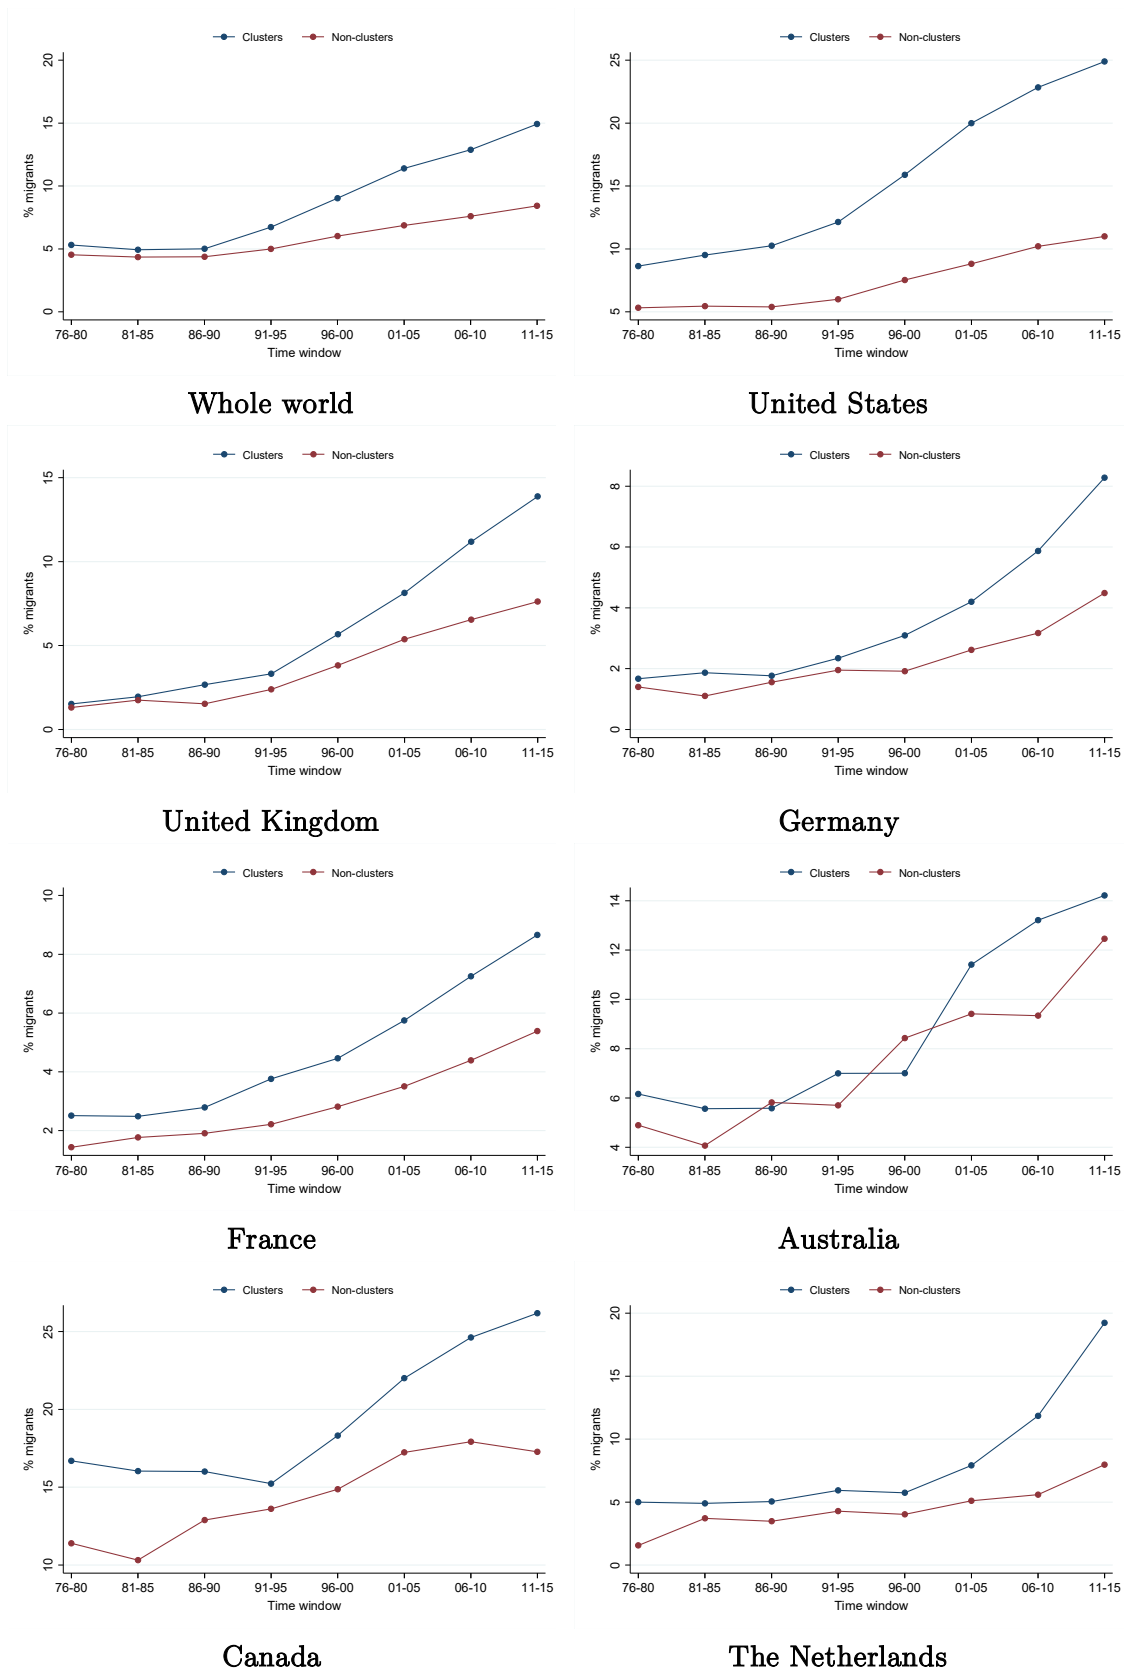 Clusters Non-clusters
20
15
10
5
0
% migrants
76-80 81-85 86-90 91-95 96-00 01-05 06-10 11-15
Time window
Whole world
Clusters Non-clusters
25
20
15
10
5
% migrants
76-80 81-85 86-90 91-95 96-00 01-05 06-10 11-15
Time window
United States
Clusters Non-clusters
15
10
5
0
% migrants
76-80 81-85 86-90 91-95 96-00 01-05 06-10 11-15
Time window
United Kingdom
Clusters Non-clusters
8
6
4
2
0
% migrants
76-80 81-85 86-90 91-95 96-00 01-05 06-10 11-15
Time window
Germany
Clusters Non-clusters
10
8
6
4
2
% migrants
76-80 81-85 86-90 91-95 96-00 01-05 06-10 11-15
Time window
France
Clusters Non-clusters
14
12
10
8
6
4
% migrants
76-80 81-85 86-90 91-95 96-00 01-05 06-10 11-15
Time window
Australia
Clusters Non-clusters
25
20
15
10
% migrants
76-80 81-85 86-90 91-95 96-00 01-05 06-10 11-15
Time window
Canada
Clusters Non-clusters
20
15
10
5
0
% migrants
76-80 81-85 86-90 91-95 96-00 01-05 06-10 11-15
Time window
The Netherlands